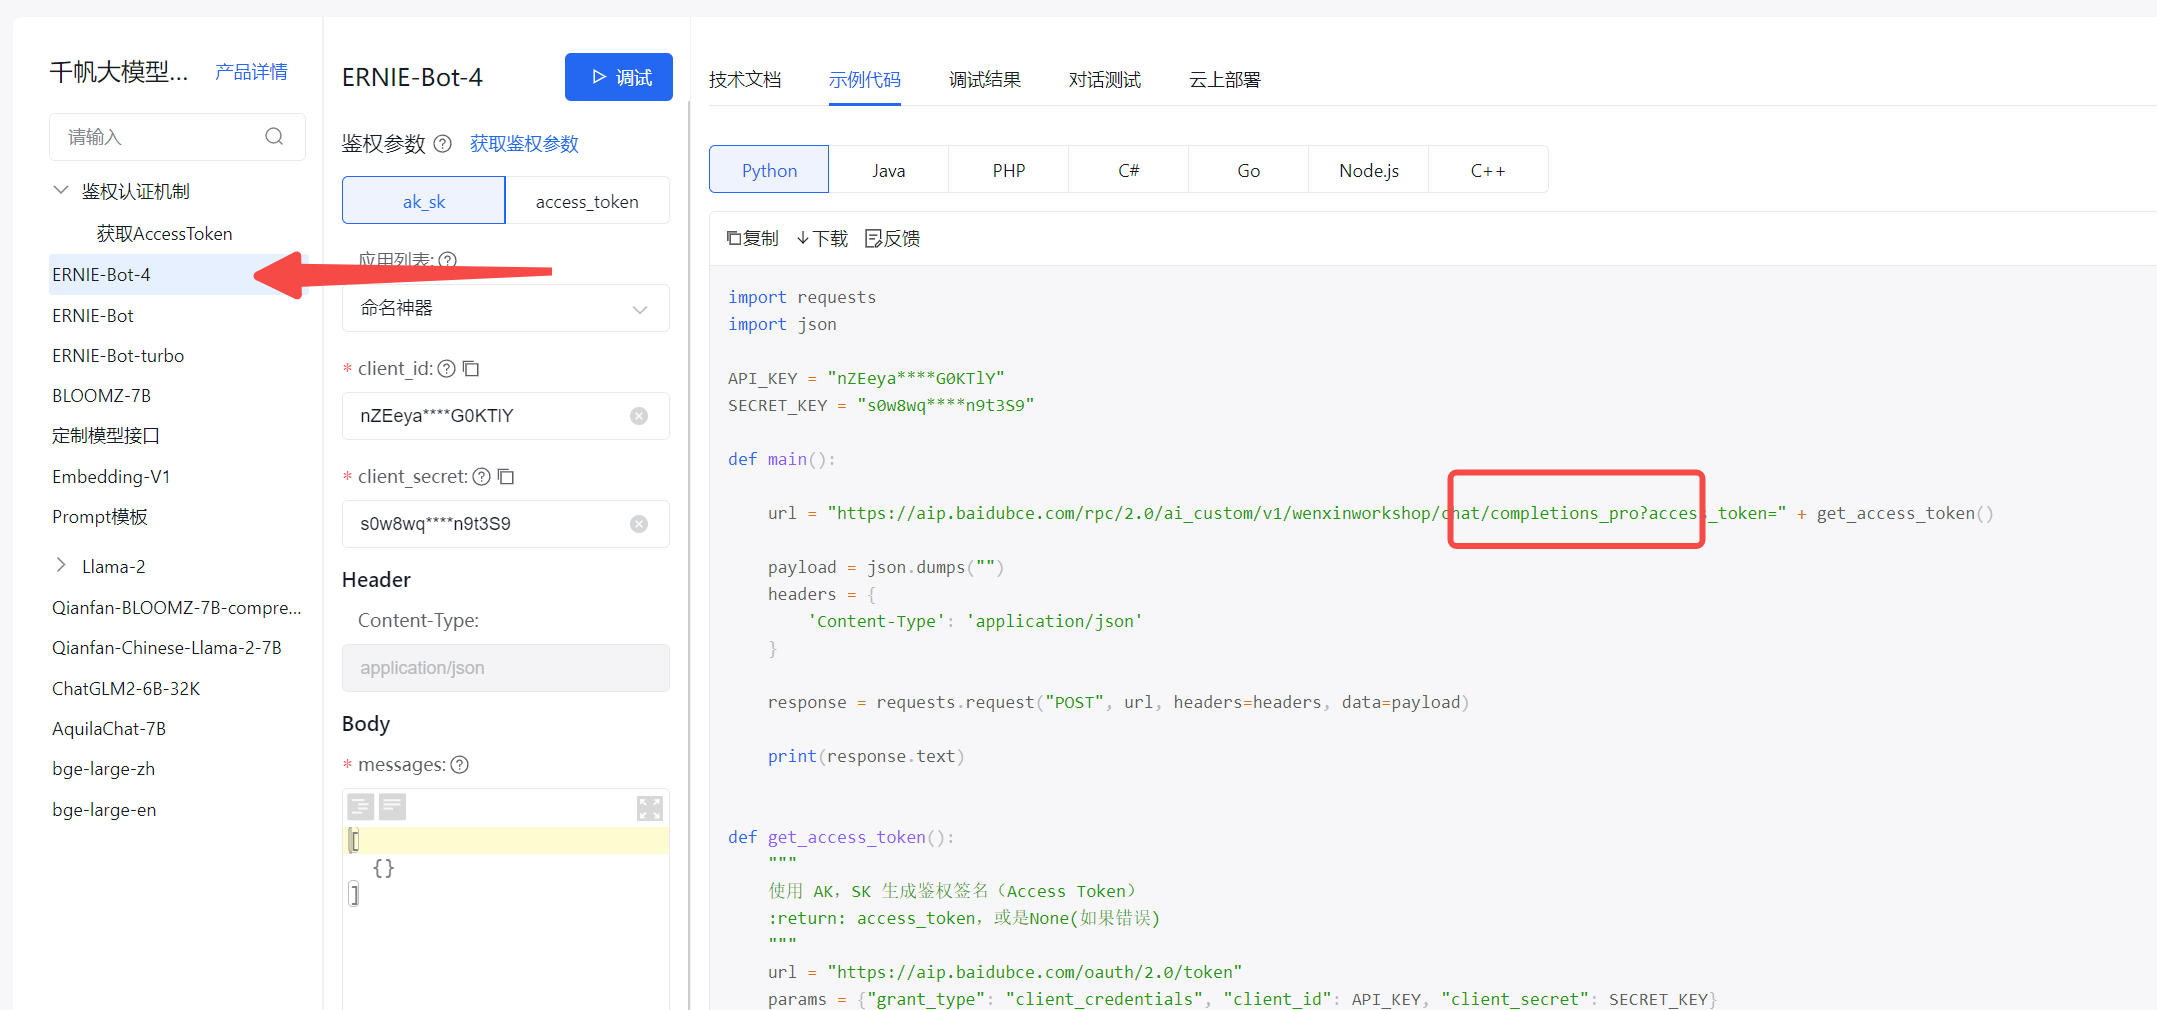 千帆大模型...
产品详情
请输入
鉴权认证机制
获取AccessToken
ERNIE-Bot-4
ERNIE-Bot
ERNIE-Bot-turbo
BLOOMZ-7B
定制模型接口
Embedding-V1
Prompt模板
Llama-2
Qianfan-BLOOMZ-7B-compre...
Qianfan-Chinese-Llama-2-7B
ChatGLM2-6B-32K
AquilaChat-7B
bge-large-zh
bge-large-en
ERNIE-Bot-4
调试
鉴权参数
获取鉴权参数
ak_sk
access_token
应用列表:
命名神器
* client_id:
nZEeya****G0KTlY
* client_secret:
s0w8wq****n9t3S9
Header
Content-Type:
application/json
Body
* messages:
[
{}
]
技术文档
示例代码
调试结果
对话测试
云上部署
Python
Java
PHP
C#
Go
Node.js
C++
复制
下载
反馈
import requests
import json
API_KEY = "nZEeya****G0KTlY"
SECRET_KEY = "s0w8wq****n9t3S9"
def main():
url = "https://aip.baidubce.com/rpc/2.0/ai_custom/v1/wenxinworkshop/chat/completions_pro?access_token=" + get_access_token()
payload = json.dumps("")
headers = {
'Content-Type': 'application/json'
}
response = requests.request("POST", url, headers=headers, data=payload)
print(response.text)
def get_access_token():
"""
使用 AK，SK 生成鉴权签名（Access Token）
:return: access_token，或是None(如果错误)
"""
url = "https://aip.baidubce.com/oauth/2.0/token"
params = {"grant_type": "client_credentials", "client_id": API_KEY, "client_secret": SECRET_KEY}